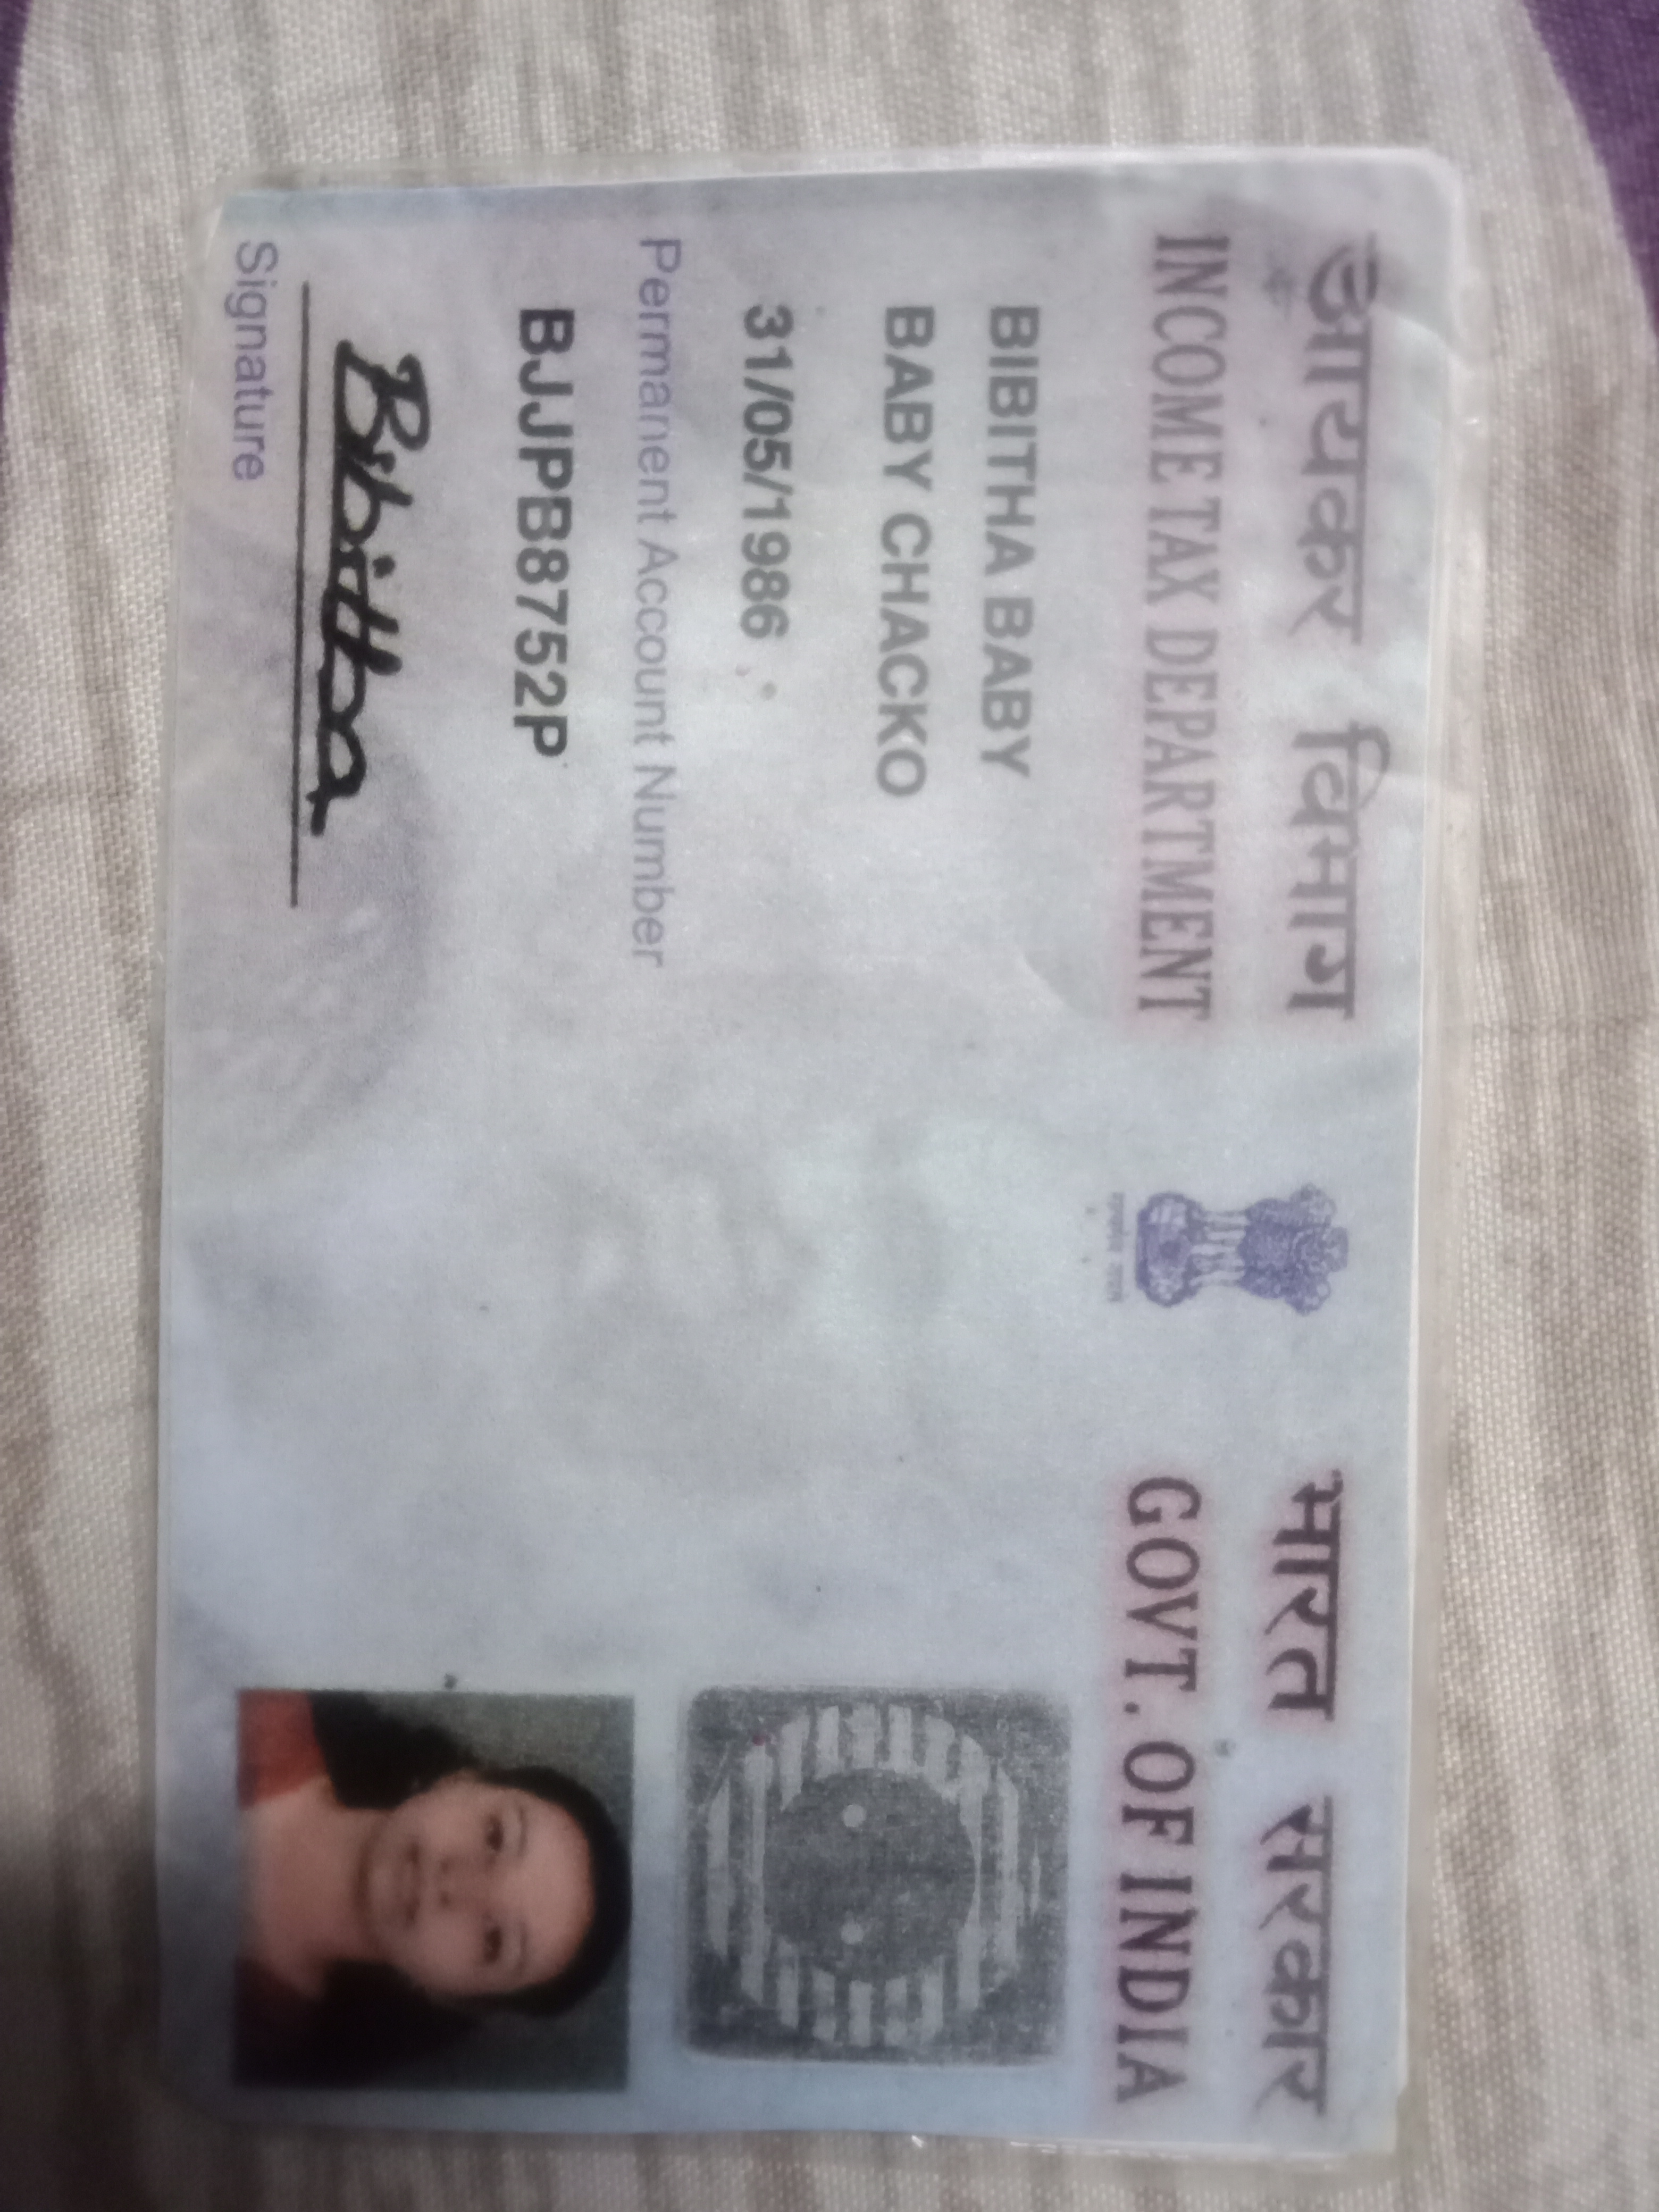 आयकर विभाग
INCOME TAX DEPARTMENT
भारत सरकार
GOVT. OF INDIA
BIBITHA BABY
BABY CHACKO
31/05/1986
Permanent Account Number
BJJPB8752P
Bibitha
Signature